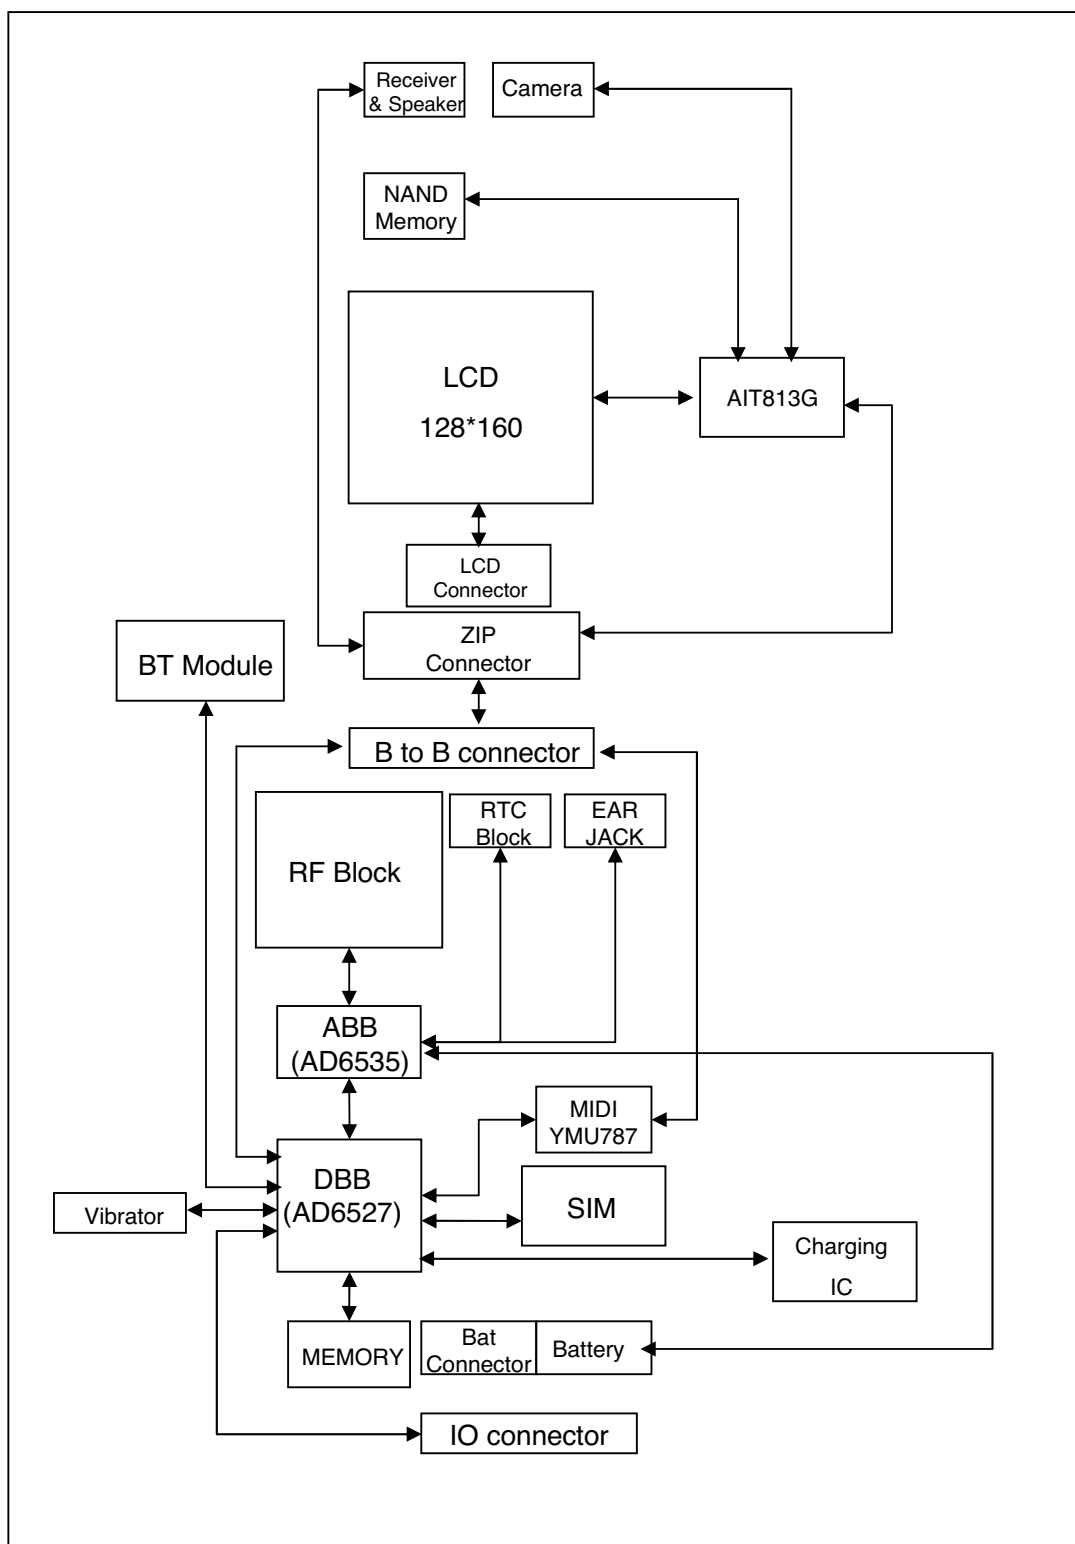 Receiver
& Speaker
Camera
NAND
Memory
LCD
128*160
AIT813G
LCD
Connector
ZIP
Connector
BT Module
B to B connector
RF Block
RTC
Block
EAR
JACK
ABB
(AD6535)
MIDI
YMU787
DBB
(AD6527)
SIM
Vibrator
Charging
IC
MEMORY
Bat
Connector
Battery
IO connector